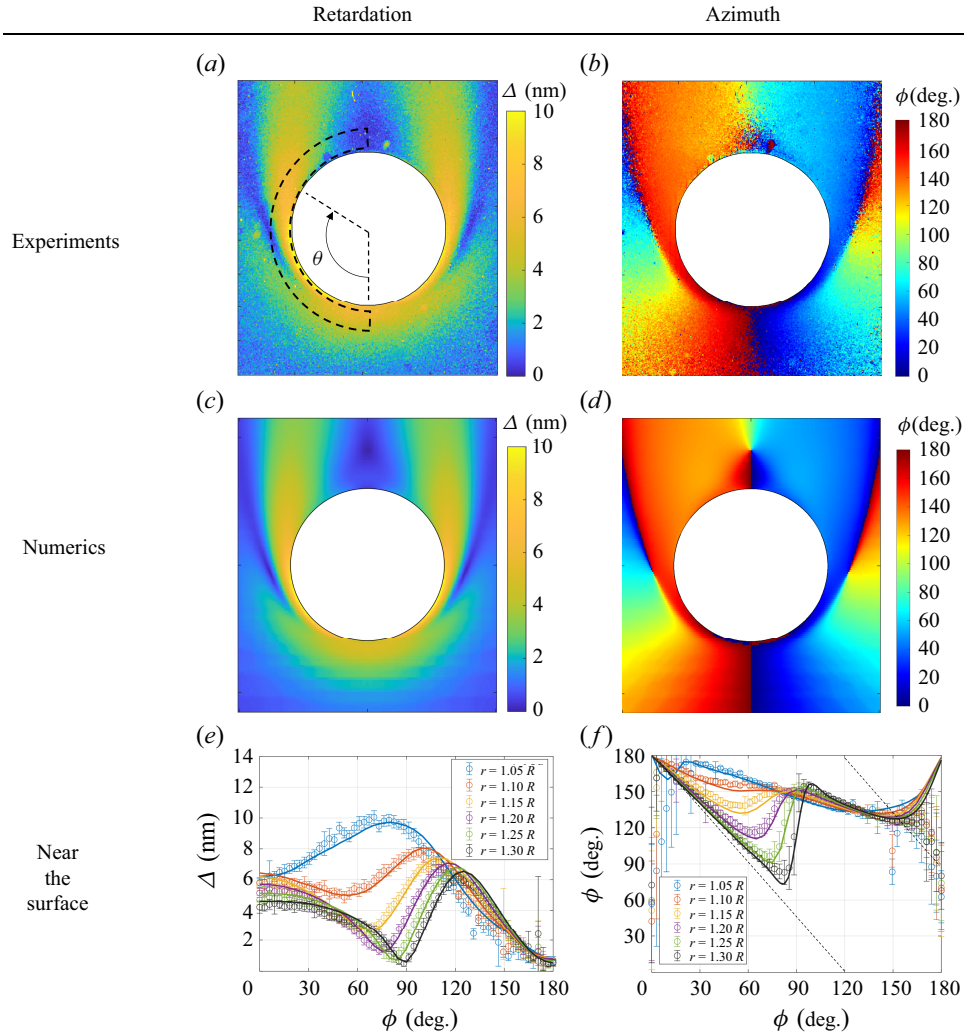 Retardation Azimuth
(a) (b)
Δ (nm) ϕ(deg.)
10 180
8 160
6 140
4 120
2 100
0 80
60
40
20
0
θ
Experiments
(c) (d)
Δ (nm) ϕ(deg.)
10 180
8 160
6 140
4 120
2 100
0 80
60
40
20
0
Numerics
(e) (f)
14 180
12 150
10 120
8 90
6 60
4 30
2
Δ (nm) ϕ (deg.)
r = 1.05 R
r = 1.10 R
r = 1.15 R
r = 1.20 R
r = 1.25 R
r = 1.30 R
r = 1.05 R
r = 1.10 R
r = 1.15 R
r = 1.20 R
r = 1.25 R
r = 1.30 R
Near
the
surface
0 30 60 90 120 150 180 0 30 60 90 120 150 180
ϕ (deg.) ϕ (deg.)